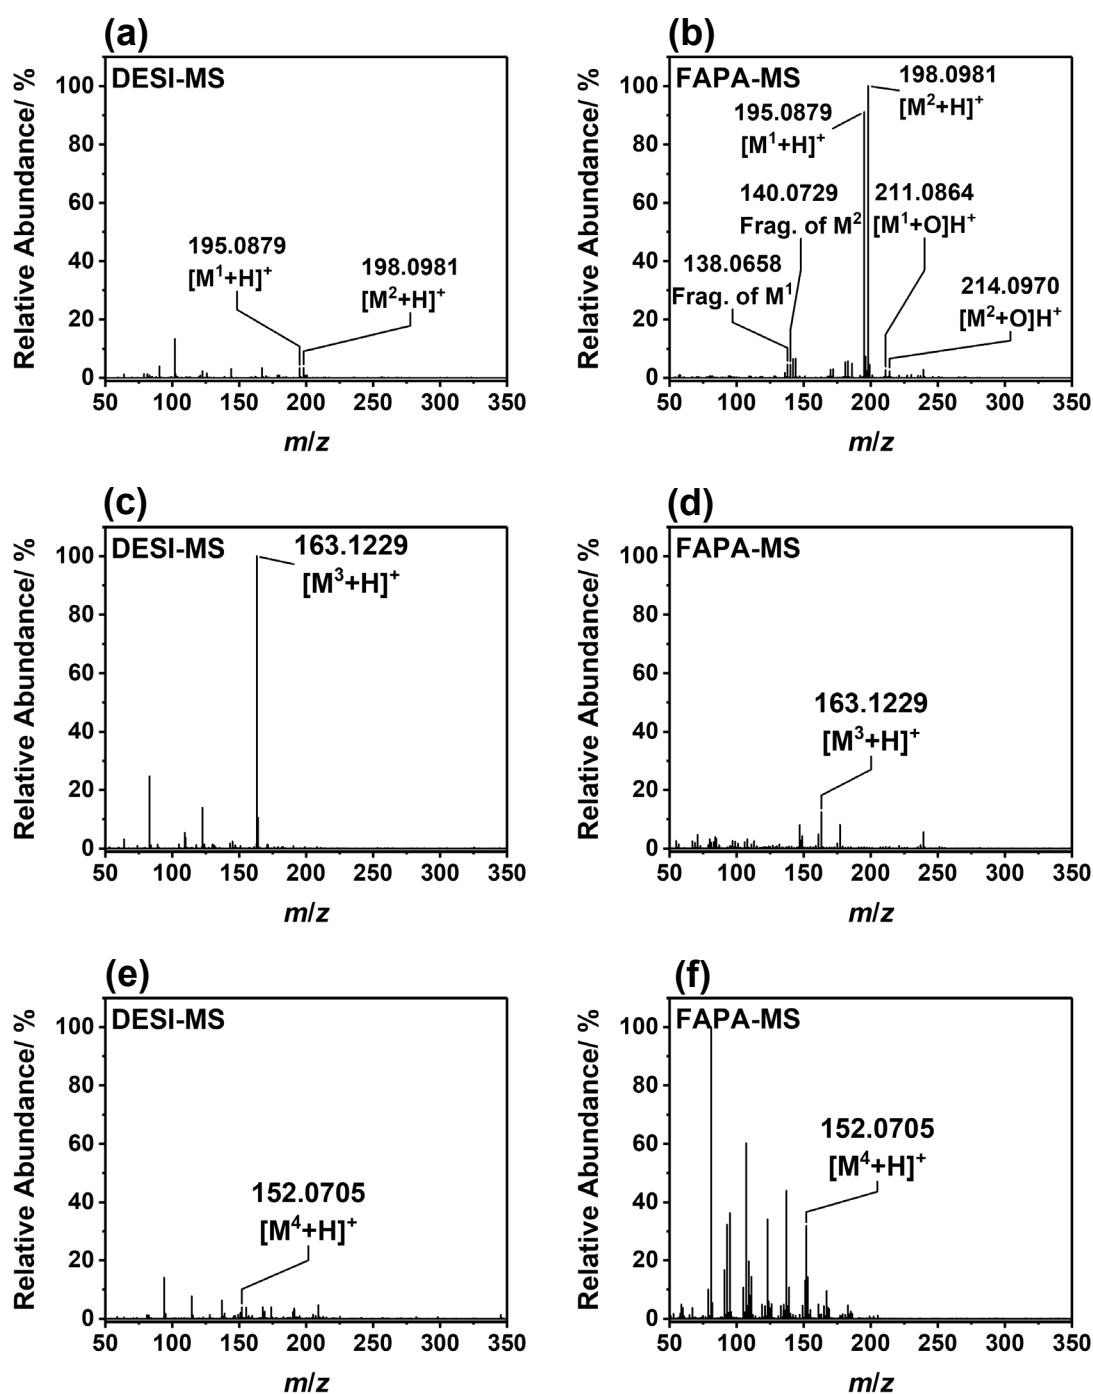 (a)
DESI-MS
Relative Abundance/ %
100
80
60
40
20
0
195.0879
[M¹+H]⁺
198.0981
[M²+H]⁺
50 100 150 200 250 300 350
m/z
(b)
FAPA-MS
Relative Abundance/ %
100
80
60
40
20
0
198.0981
[M²+H]⁺
195.0879
[M¹+H]⁺
140.0729
Frag. of M²
211.0864
[M¹+O]H⁺
138.0658
Frag. of M¹
214.0970
[M²+O]H⁺
50 100 150 200 250 300 350
m/z
(c)
DESI-MS
Relative Abundance/ %
100
80
60
40
20
0
163.1229
[M³+H]⁺
50 100 150 200 250 300 350
m/z
(d)
FAPA-MS
Relative Abundance/ %
100
80
60
40
20
0
163.1229
[M³+H]⁺
50 100 150 200 250 300 350
m/z
(e)
DESI-MS
Relative Abundance/ %
100
80
60
40
20
0
152.0705
[M⁴+H]⁺
50 100 150 200 250 300 350
m/z
(f)
FAPA-MS
Relative Abundance/ %
100
80
60
40
20
0
152.0705
[M⁴+H]⁺
50 100 150 200 250 300 350
m/z